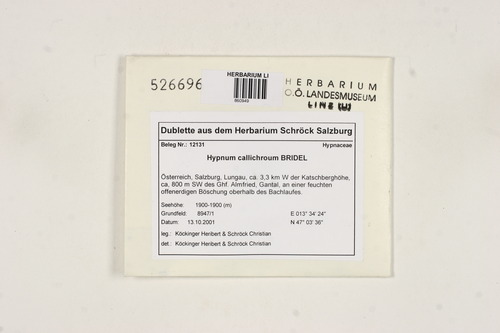 526696
HERBARIUM LI
860849
HERBARIUM
O.Ö. LANDESMUSEUM
LINZ
Dublette aus dem Herbarium Schröck Salzburg
Beleg Nr.: 12131 Hypnaceae
Hypnum callichroum BRIDEL
Österreich, Salzburg, Lungau, ca. 3,3 km W der Katschberghöhe,
ca, 800 m SW des Ghf. Almfried, Gantal, an einer feuchten
offenerdigen Böschung oberhalb des Bachlaufes.
Seehöhe: 1900-1900 (m)
Grundfeld: 8947/1 E 013° 34' 24"
Datum: 13.10.2001 N 47° 03' 36"
leg.: Köckinger Heribert & Schröck Christian
det.: Köckinger Heribert & Schröck Christian